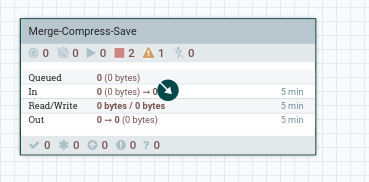 Merge-Compress-Save
0 0 0 2 1 0
Queued 0 (0 bytes)
In 0 (0 bytes) → 0 5 min
Read/Write 0 bytes / 0 bytes 5 min
Out 0 → 0 (0 bytes) 5 min
0 0 0 0 ? 0